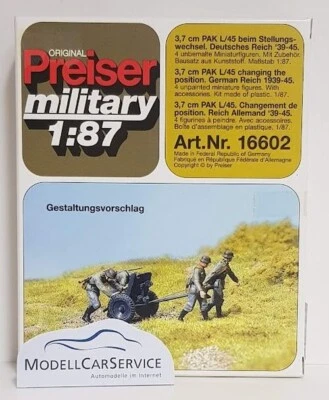 ORIGINAL
Preiser
military
1:87
3,7 cm PAK L/45 beim Stellungs-
wechsel. Deutsches Reich '39-45.
4 unbemalte Miniaturfiguren. Mit Zubehör.
Bausatz aus Kunststoff. Maßstab 1:87.
3,7 cm PAK L/45 changing the
position. German Reich 1939-45.
4 unpainted miniature figures. With
accessories. Kit made of plastic. 1/87.
3,7 cm PAK L/45. Changement de
position. Reich Allemand '39-45.
4 figurines à peindre. Avec accessoires.
Boîte d'assemblage en plastique. 1/87.
Art.Nr. 16602
Made in Federal Republic of Germany
Fabriqué en République Fédérale d'Allemagne
Copyright © by Preiser
Gestaltungsvorschlag
MODELLCARSERVICE
Automodelle im Internet